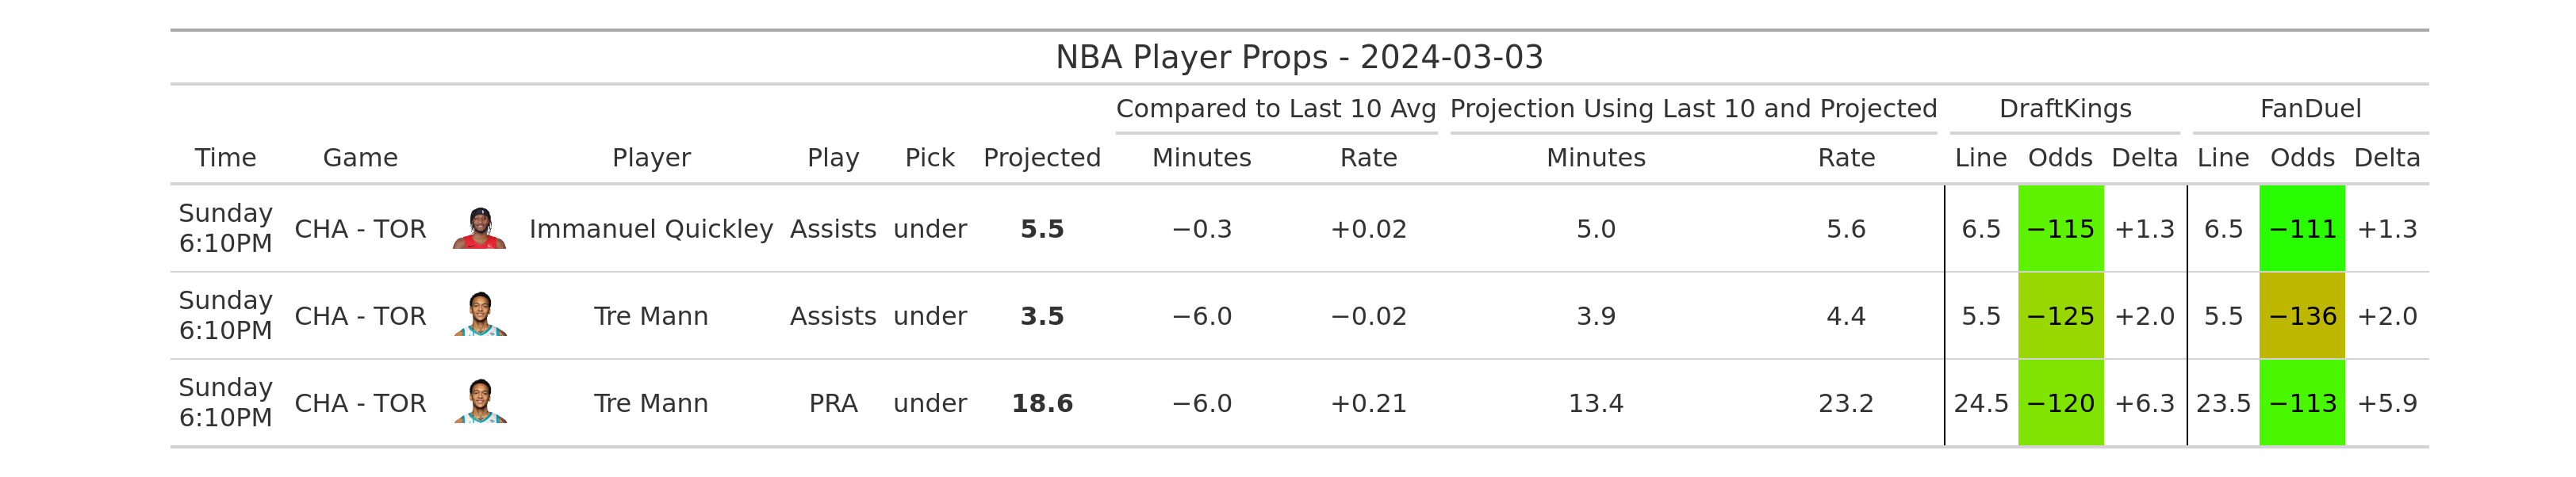 NBA Player Props - 2024-03-03
Compared to Last 10 Avg Projection Using Last 10 and Projected DraftKings FanDuel
Time Game Player Play Pick Projected Minutes Rate Minutes Rate Line Odds Delta Line Odds Delta
Sunday
6:10PM CHA - TOR Immanuel Quickley Assists under 5.5 −0.3 +0.02 5.0 5.6 6.5 −115 +1.3 6.5 −111 +1.3
Sunday
6:10PM CHA - TOR Tre Mann Assists under 3.5 −6.0 −0.02 3.9 4.4 5.5 −125 +2.0 5.5 −136 +2.0
Sunday
6:10PM CHA - TOR Tre Mann PRA under 18.6 −6.0 +0.21 13.4 23.2 24.5 −120 +6.3 23.5 −113 +5.9